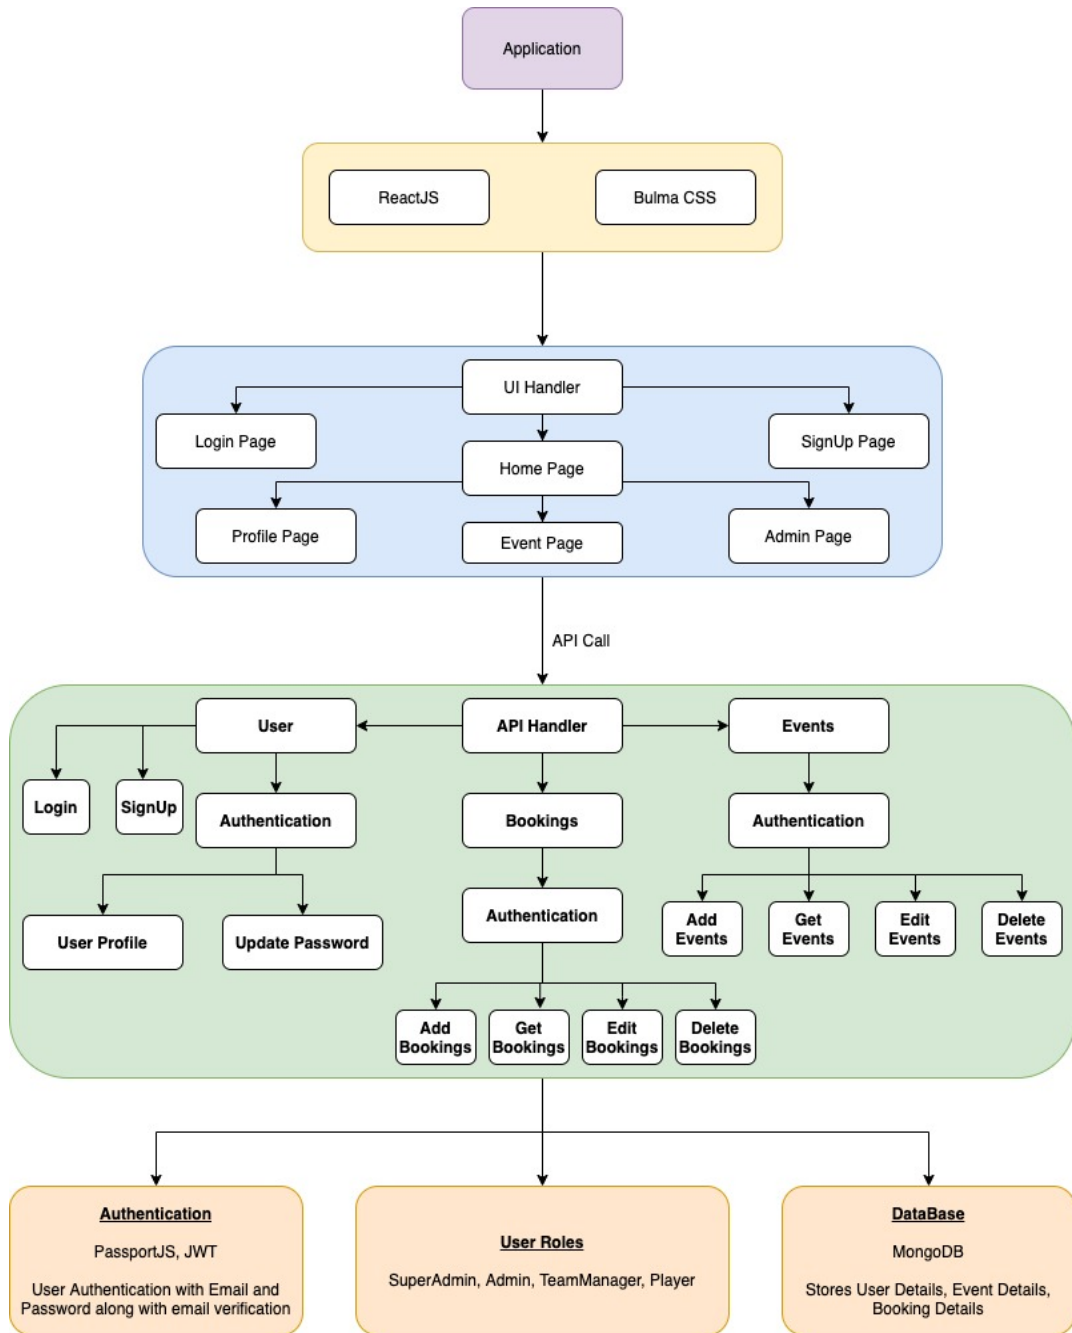 Application
ReactJS
Bulma CSS
UI Handler
Login Page
SignUp Page
Home Page
Profile Page
Event Page
Admin Page
API Call
User
API Handler
Events
Login
SignUp
Authentication
Bookings
Authentication
User Profile
Update Password
Authentication
Add
Events
Get
Events
Edit
Events
Delete
Events
Add
Bookings
Get
Bookings
Edit
Bookings
Delete
Bookings
Authentication
PassportJS, JWT
User Authentication with Email and
Password along with email verification
User Roles
SuperAdmin, Admin, TeamManager, Player
DataBase
MongoDB
Stores User Details, Event Details,
Booking Details